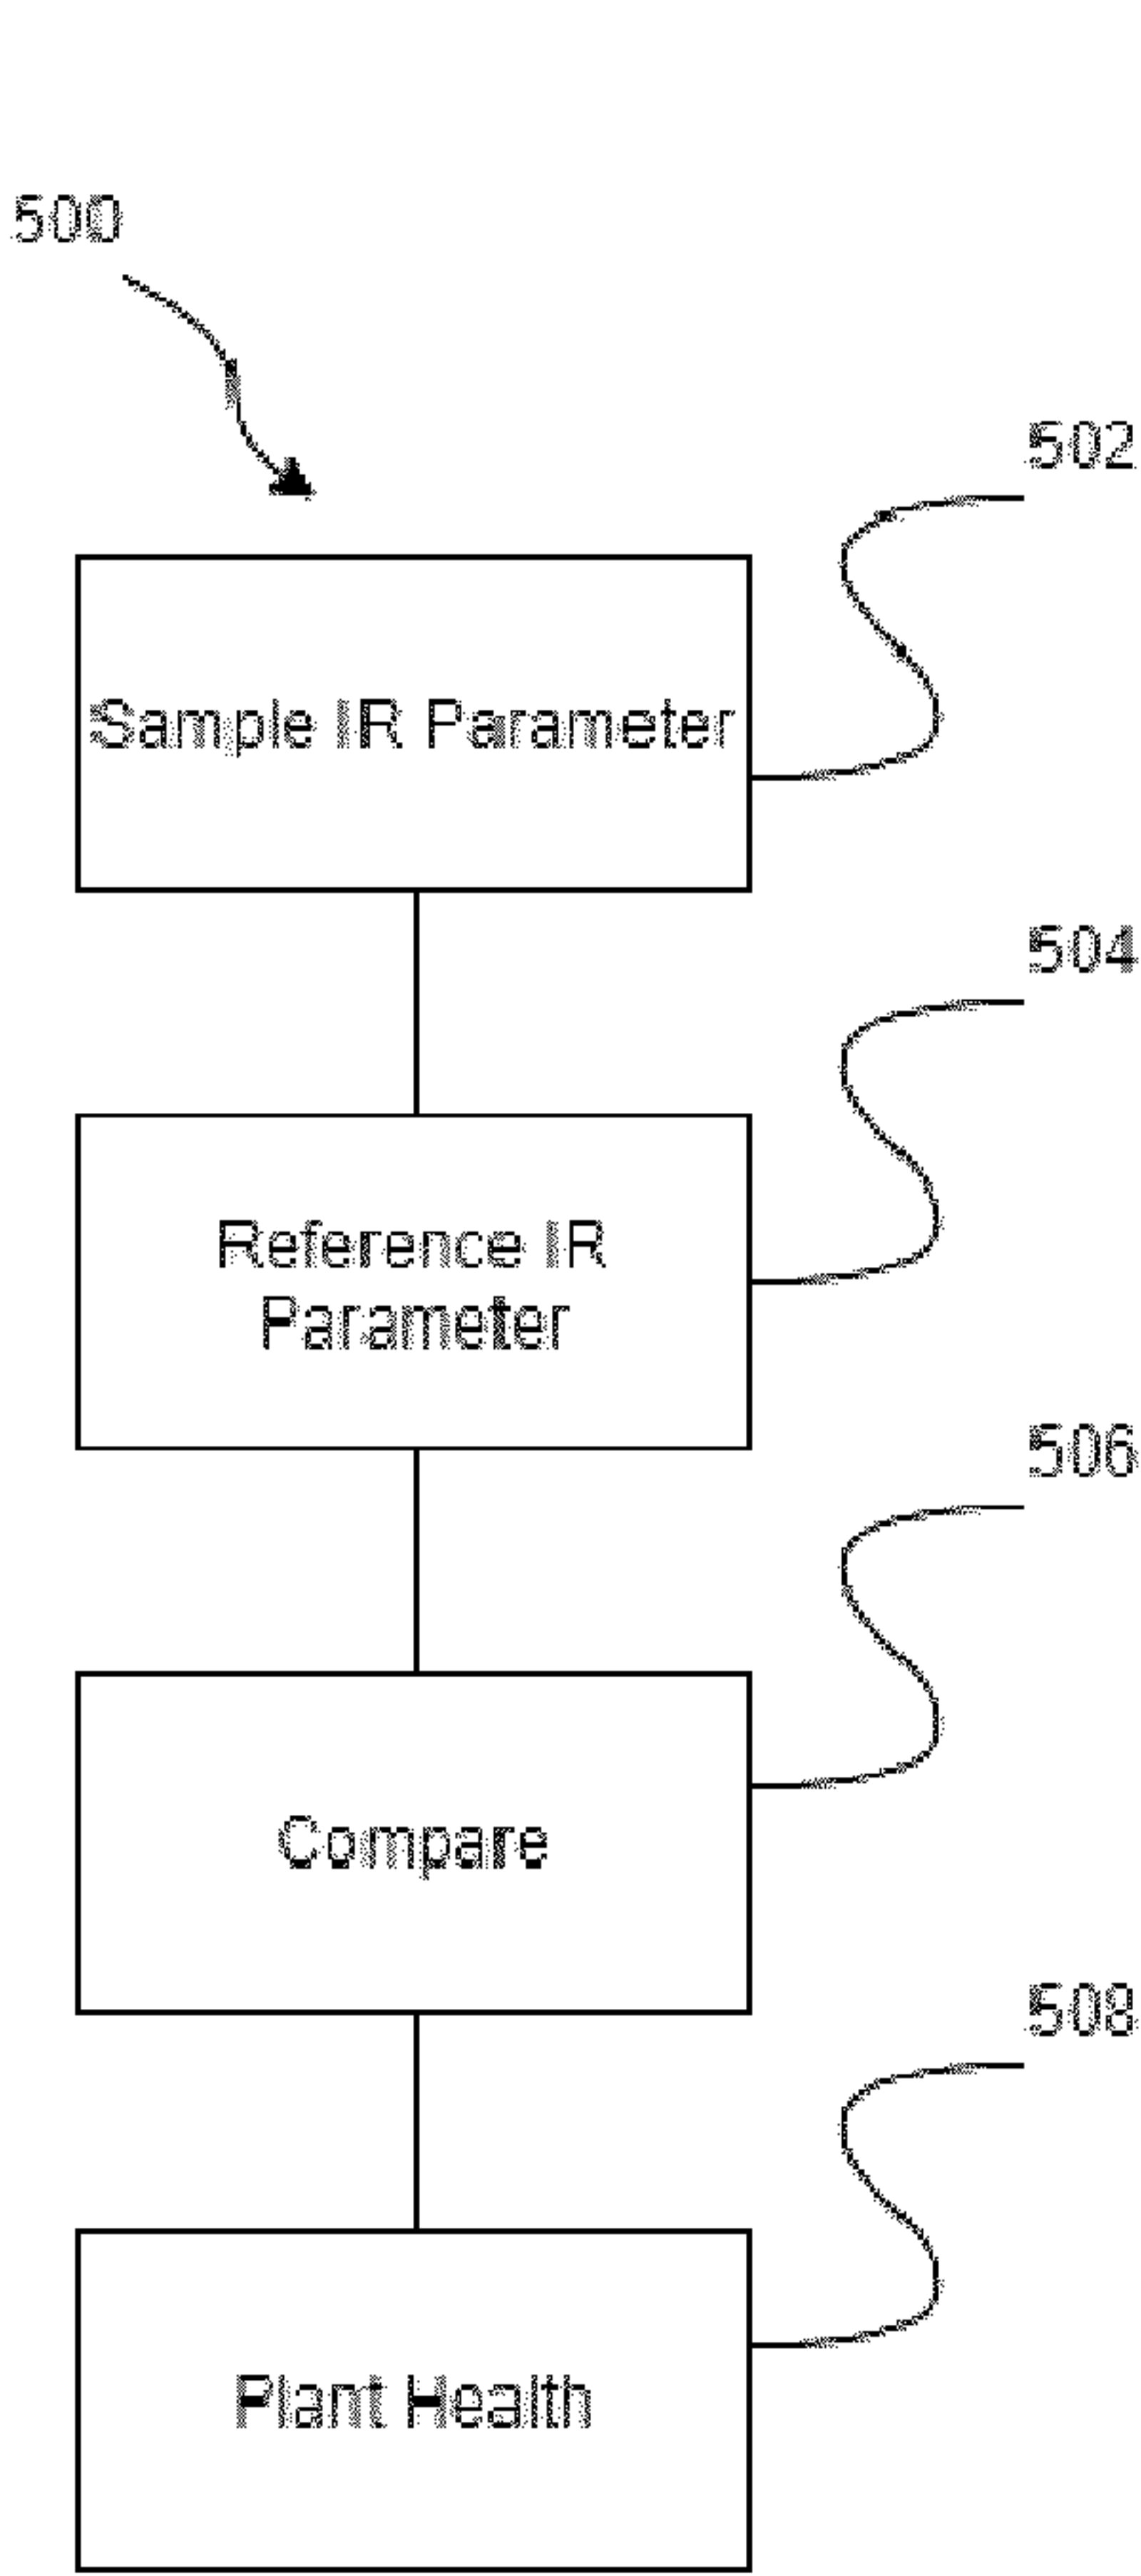 500
502
Sample IR Parameter
504
Reference IR
Parameter
506
Compare
508
Plant Health